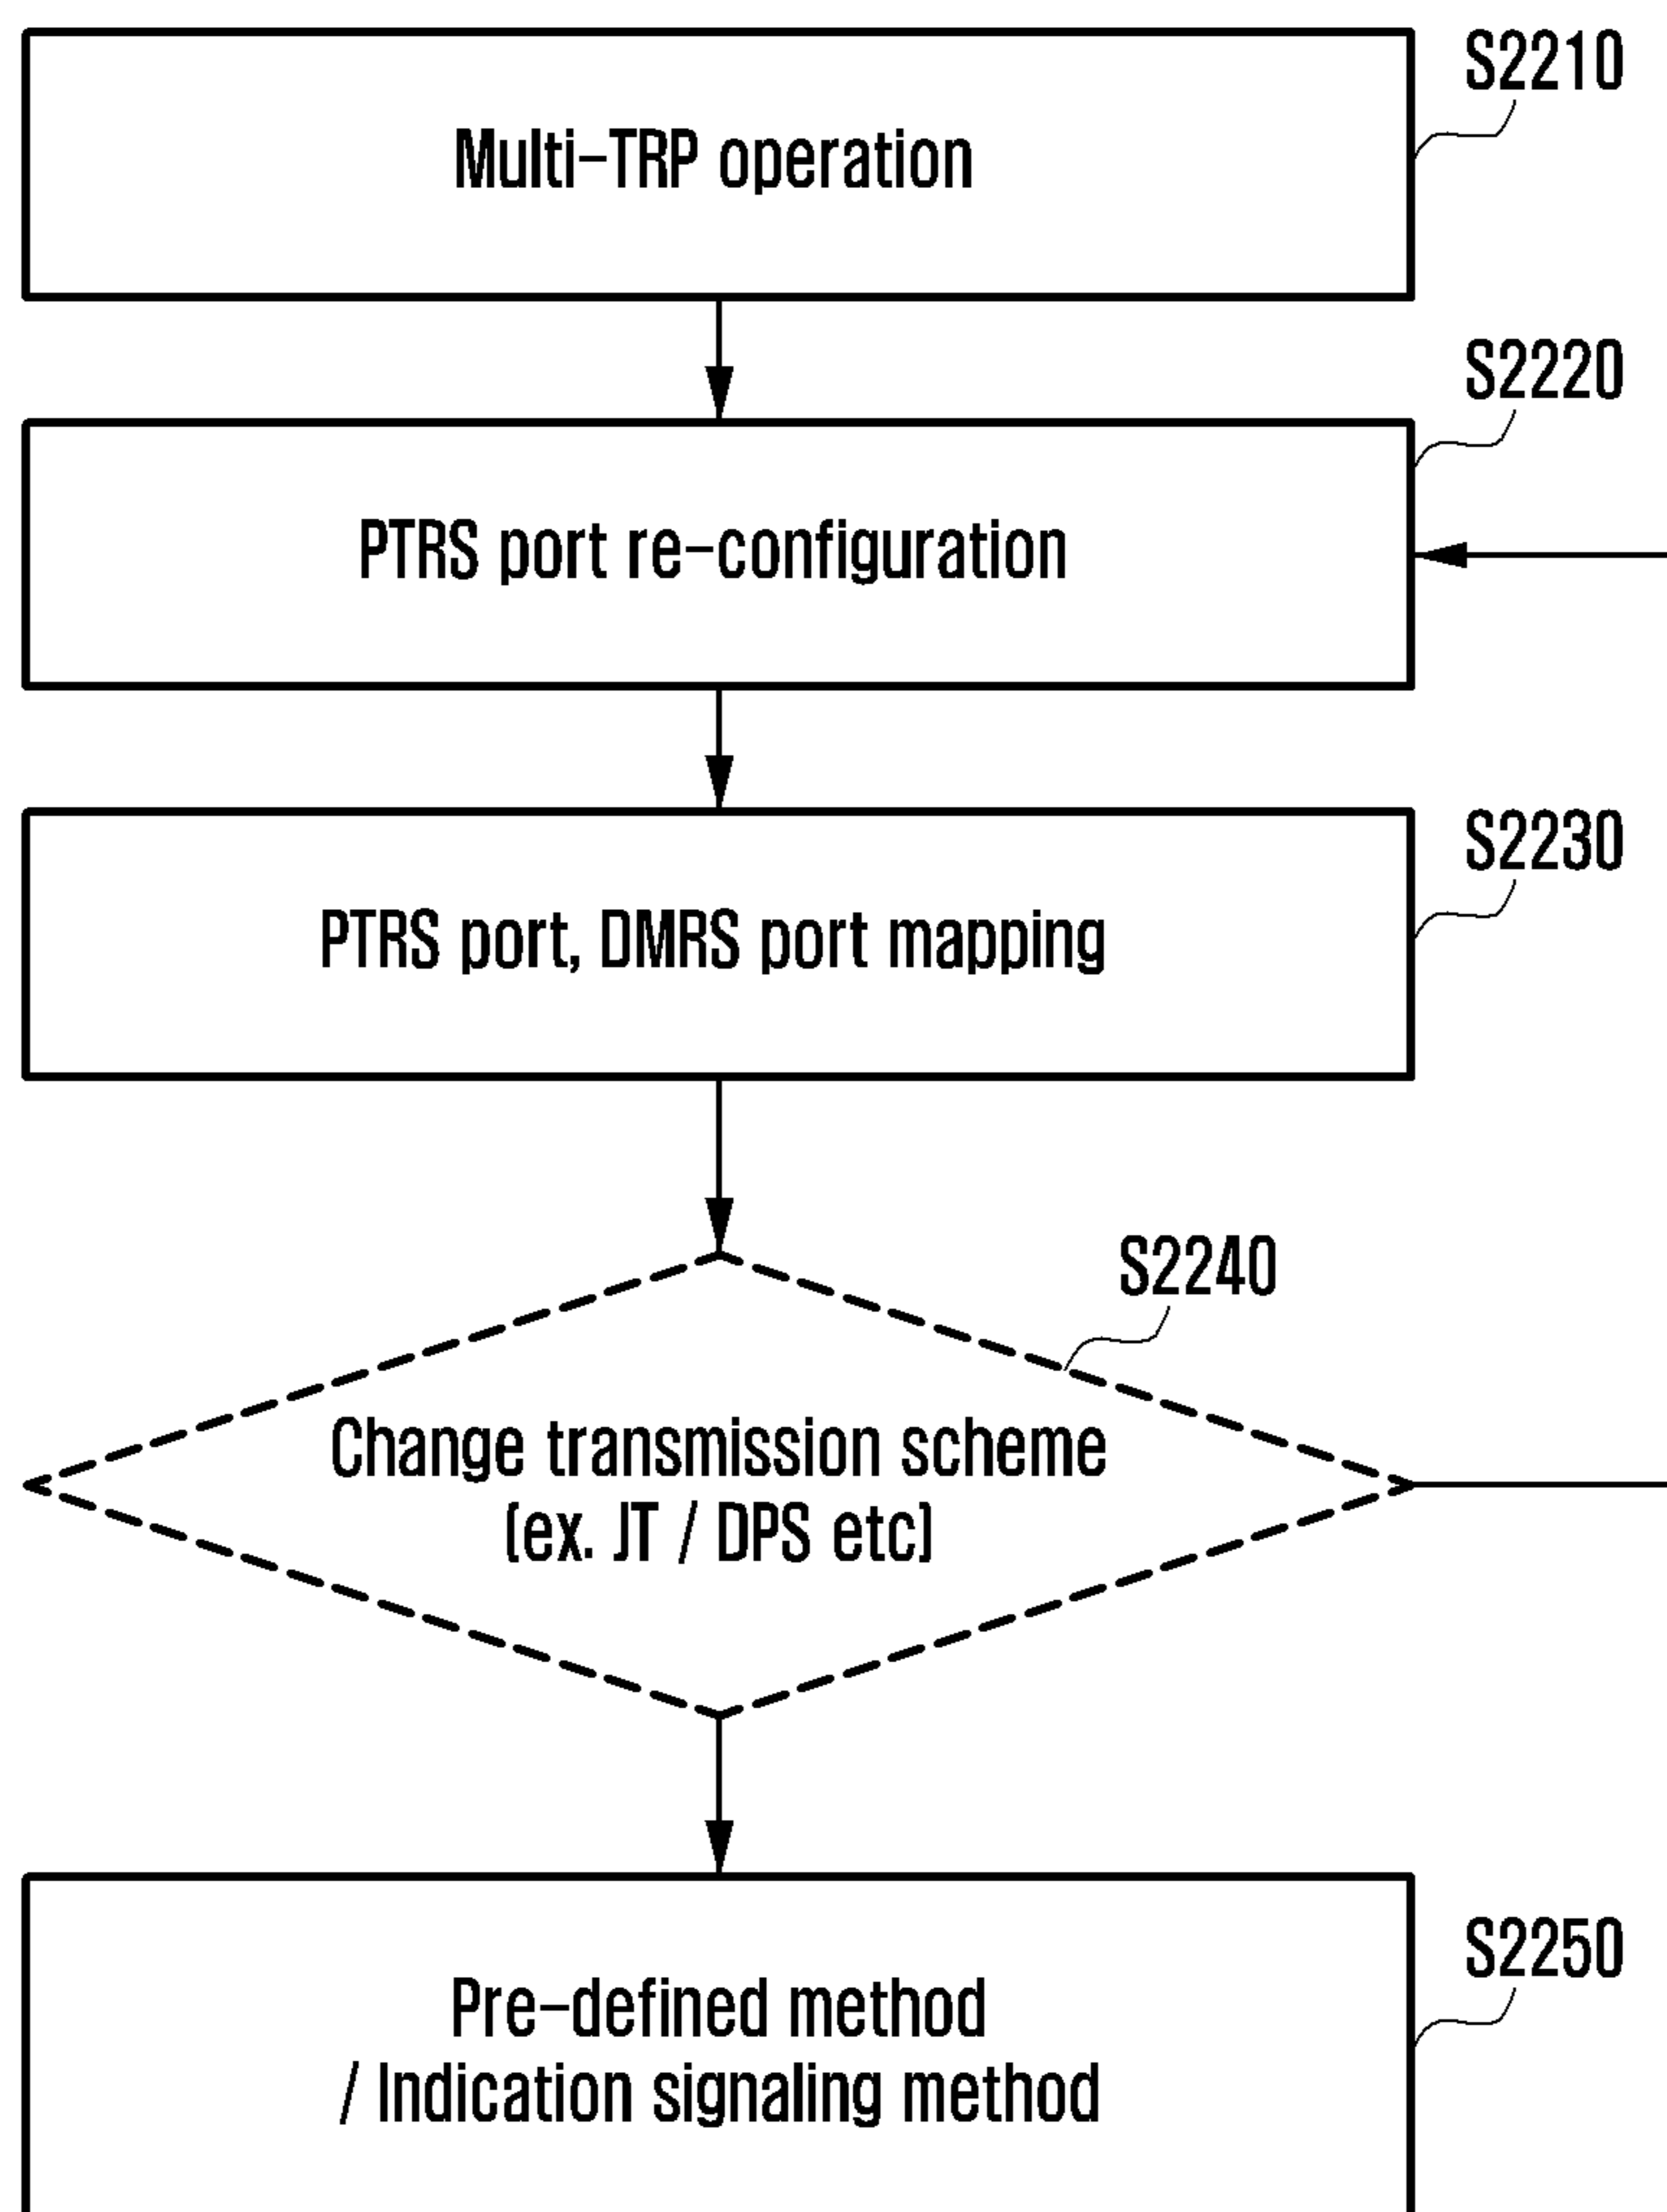 S2210
Multi-TRP operation
S2220
PTRS port re-configuration
S2230
PTRS port, DMRS port mapping
S2240
Change transmission scheme
(ex. JT / DPS etc)
S2250
Pre-defined method
/ Indication signaling method